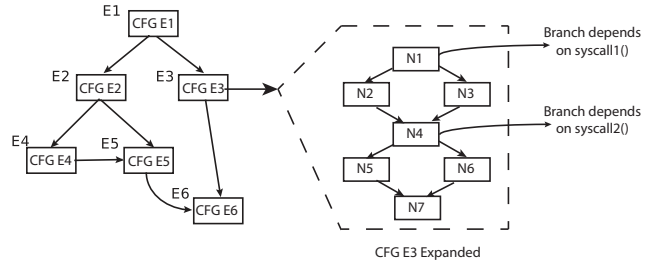 E1
CFG E1
E2
CFG E2
E3
CFG E3
E4
CFG E4
E5
CFG E5
E6
CFG E6
N1
N2
N3
N4
N5
N6
N7
Branch depends
on syscall1()
Branch depends
on syscall2()
CFG E3 Expanded